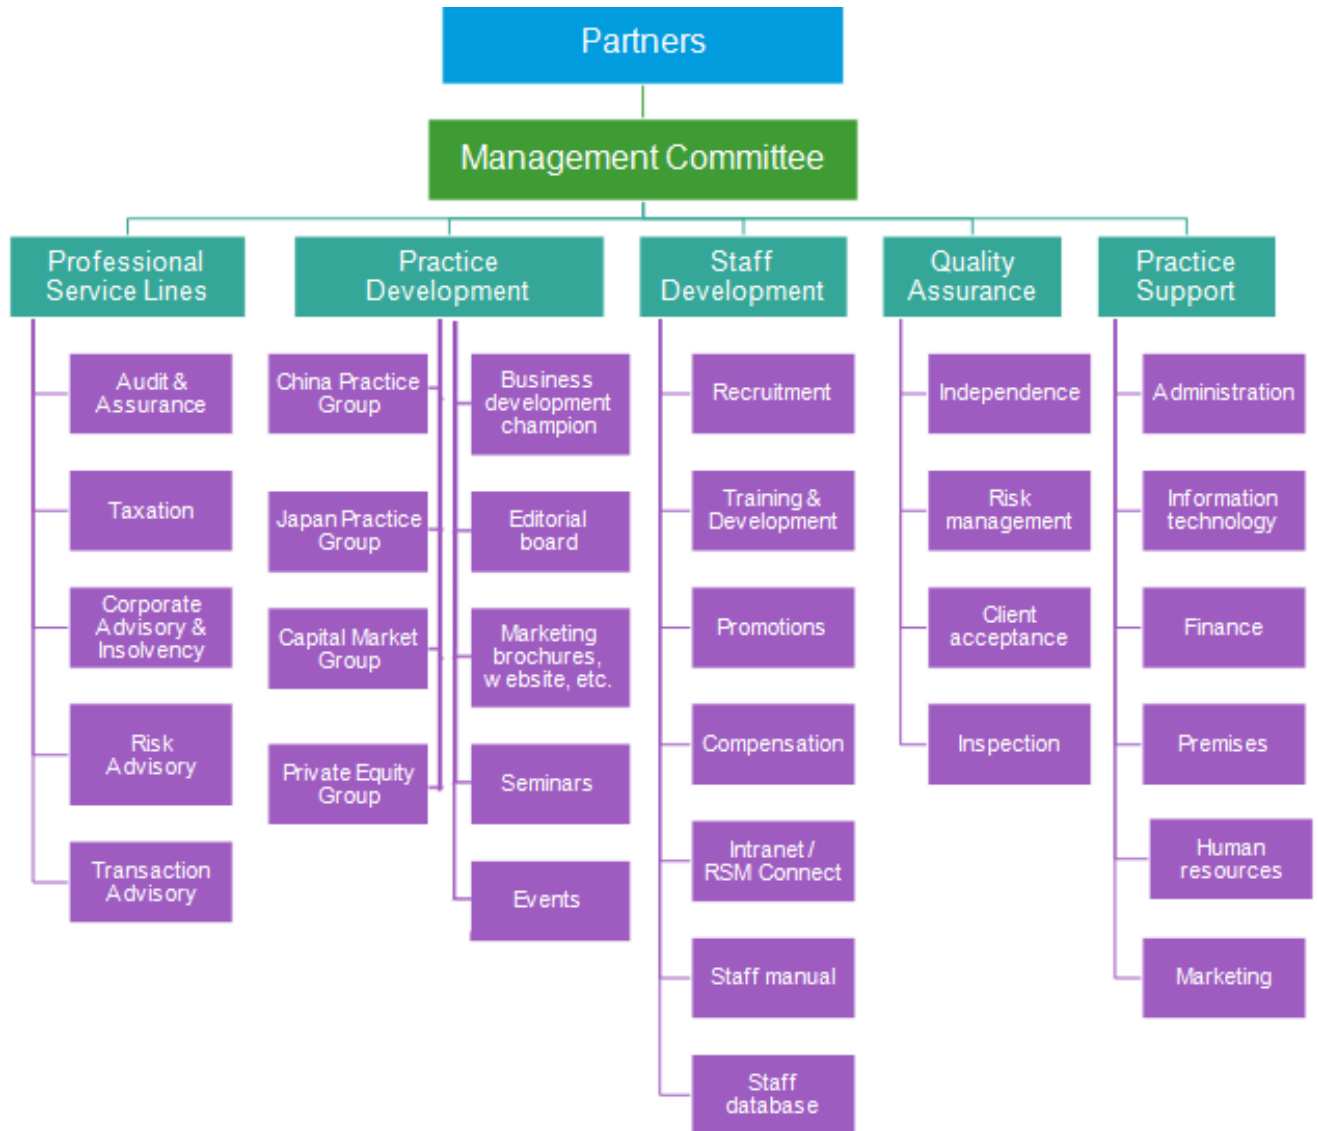 Partners
Management Committee
Professional
Service Lines
Practice
Development
Staff
Development
Quality
Assurance
Practice
Support
Audit &
Assurance
Taxation
Corporate
Advisory &
Insolvency
Risk
Advisory
Transaction
Advisory
China Practice
Group
Japan Practice
Group
Capital Market
Group
Private Equity
Group
Business
development
champion
Editorial
board
Marketing
brochures,
website, etc.
Seminars
Events
Recruitment
Training &
Development
Promotions
Compensation
Intranet /
RSM Connect
Staff manual
Staff
database
Independence
Risk
management
Client
acceptance
Inspection
Administration
Information
technology
Finance
Premises
Human
resources
Marketing